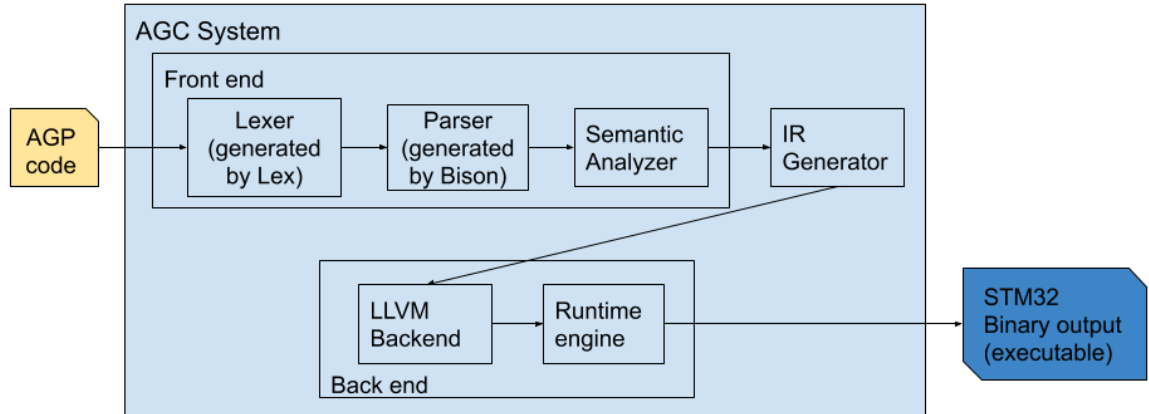 AGC System
Front end
AGP
code
Lexer
(generated
by Lex)
Parser
(generated
by Bison)
Semantic
Analyzer
IR
Generator
LLVM
Backend
Runtime
engine
Back end
STM32
Binary output
(executable)